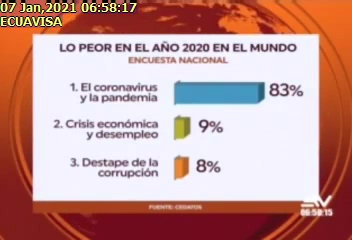 07 Jan,2021 06:58:17
ECUAVISA
LO PEOR EN EL AÑO 2020 EN EL MUNDO
ENCUESTA NACIONAL
1. El coronavirus
y la pandemia
83%
2. Crisis económica
y desempleo
9%
3. Destape de la
corrupción
8%
FUENTE: CEDATOS
06:58:15